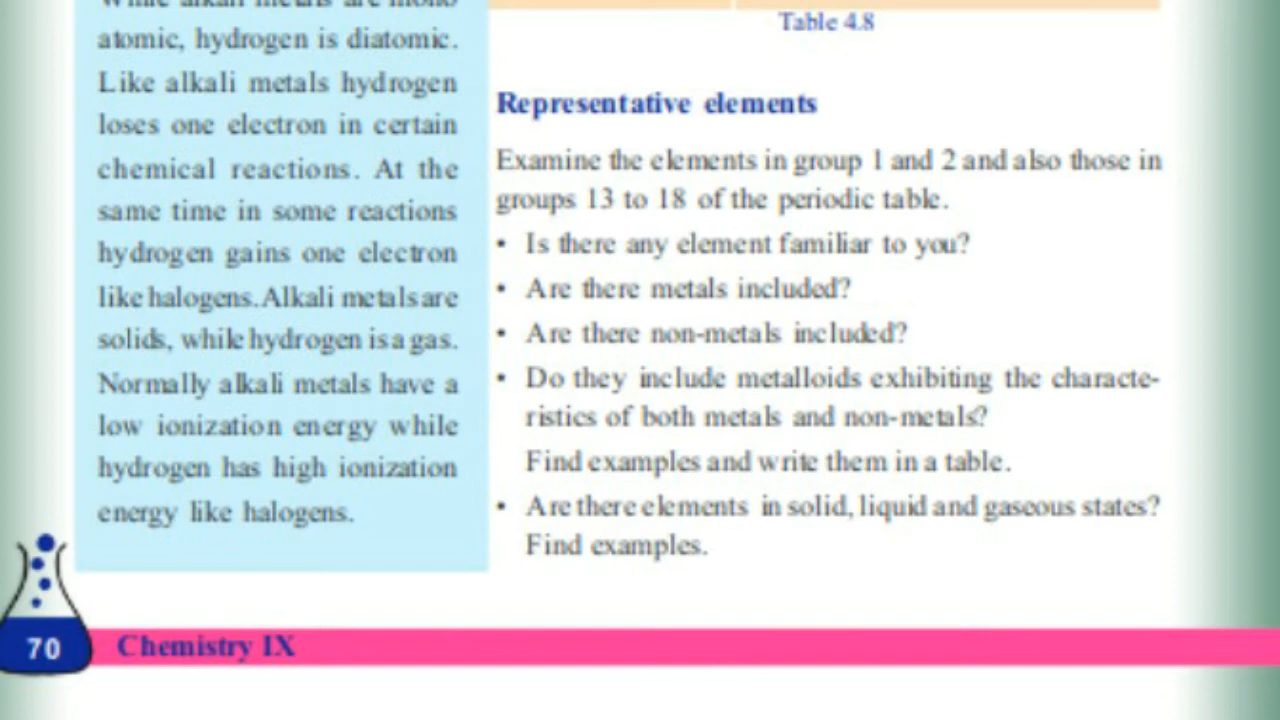 While alkali metals are mono
atomic, hydrogen is diatomic.
Like alkali metals hydrogen
loses one electron in certain
chemical reactions. At the
same time in some reactions
hydrogen gains one electron
like halogens. Alkali metals are
solids, while hydrogen is a gas.
Normally alkali metals have a
low ionization energy while
hydrogen has high ionization
energy like halogens.
Table 4.8
Representative elements
Examine the elements in group 1 and 2 and also those in
groups 13 to 18 of the periodic table.
• Is there any element familiar to you?
• Are there metals included?
• Are there non-metals included?
• Do they include metalloids exhibiting the characte-
ristics of both metals and non-metals?
Find examples and write them in a table.
• Are there elements in solid, liquid and gaseous states?
Find examples.
70
Chemistry IX